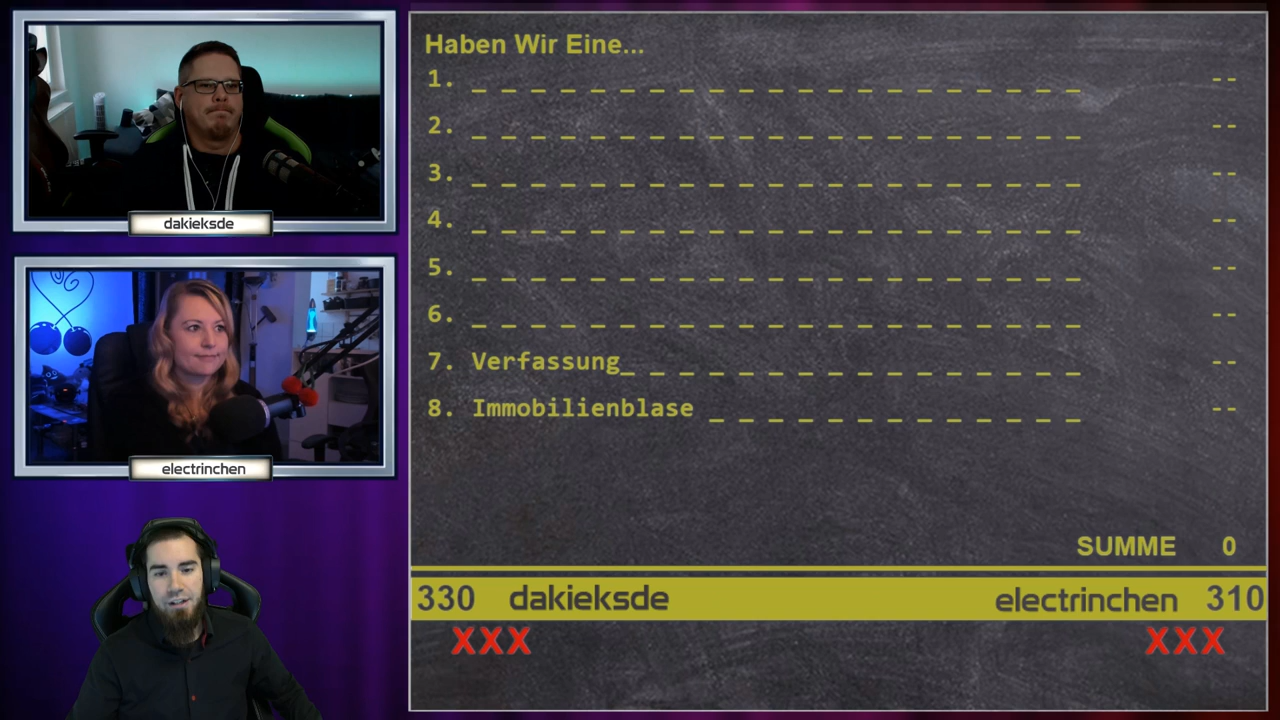 dakieksde
electrinchen
Haben Wir Eine...
1. _ _ _ _ _ _ _ _ _ _ _ _ _ _ _ _ _ _ _ _ _ --
2. _ _ _ _ _ _ _ _ _ _ _ _ _ _ _ _ _ _ _ _ _ --
3. _ _ _ _ _ _ _ _ _ _ _ _ _ _ _ _ _ _ _ _ _ --
4. _ _ _ _ _ _ _ _ _ _ _ _ _ _ _ _ _ _ _ _ _ --
5. _ _ _ _ _ _ _ _ _ _ _ _ _ _ _ _ _ _ _ _ _ --
6. _ _ _ _ _ _ _ _ _ _ _ _ _ _ _ _ _ _ _ _ _ --
7. Verfassung_ _ _ _ _ _ _ _ _ _ _ _ _ _ _ _ --
8. Immobilienblase _ _ _ _ _ _ _ _ _ _ _ _ _ --
SUMME 0
330 dakieksde electrinchen 310
XXX XXX